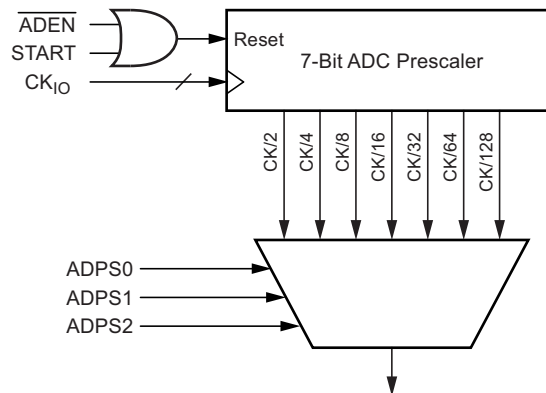 ADEN
START
CK_IO
Reset
7-Bit ADC Prescaler
CK/2
CK/4
CK/8
CK/16
CK/32
CK/64
CK/128
ADPS0
ADPS1
ADPS2